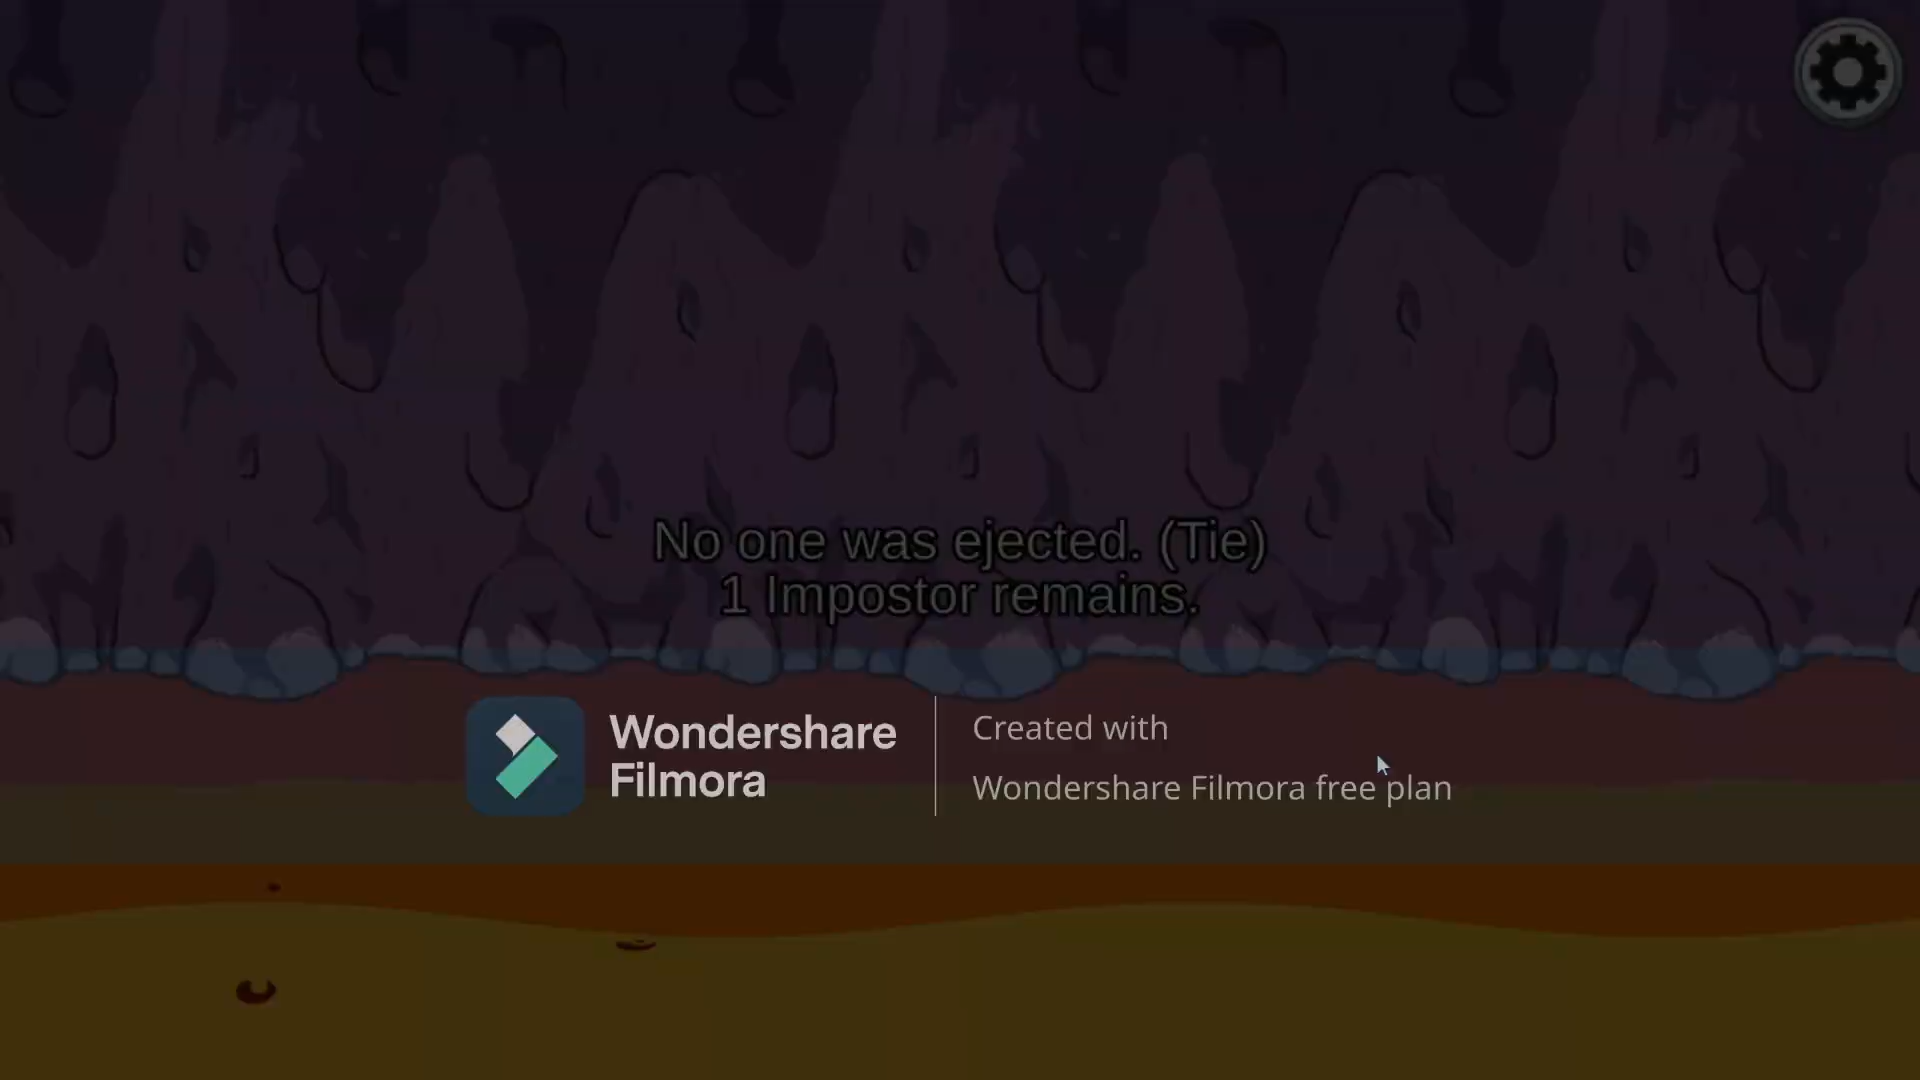 No one was ejected. (Tie)
1 Impostor remains.
Wondershare
Filmora
Created with
Wondershare Filmora free plan